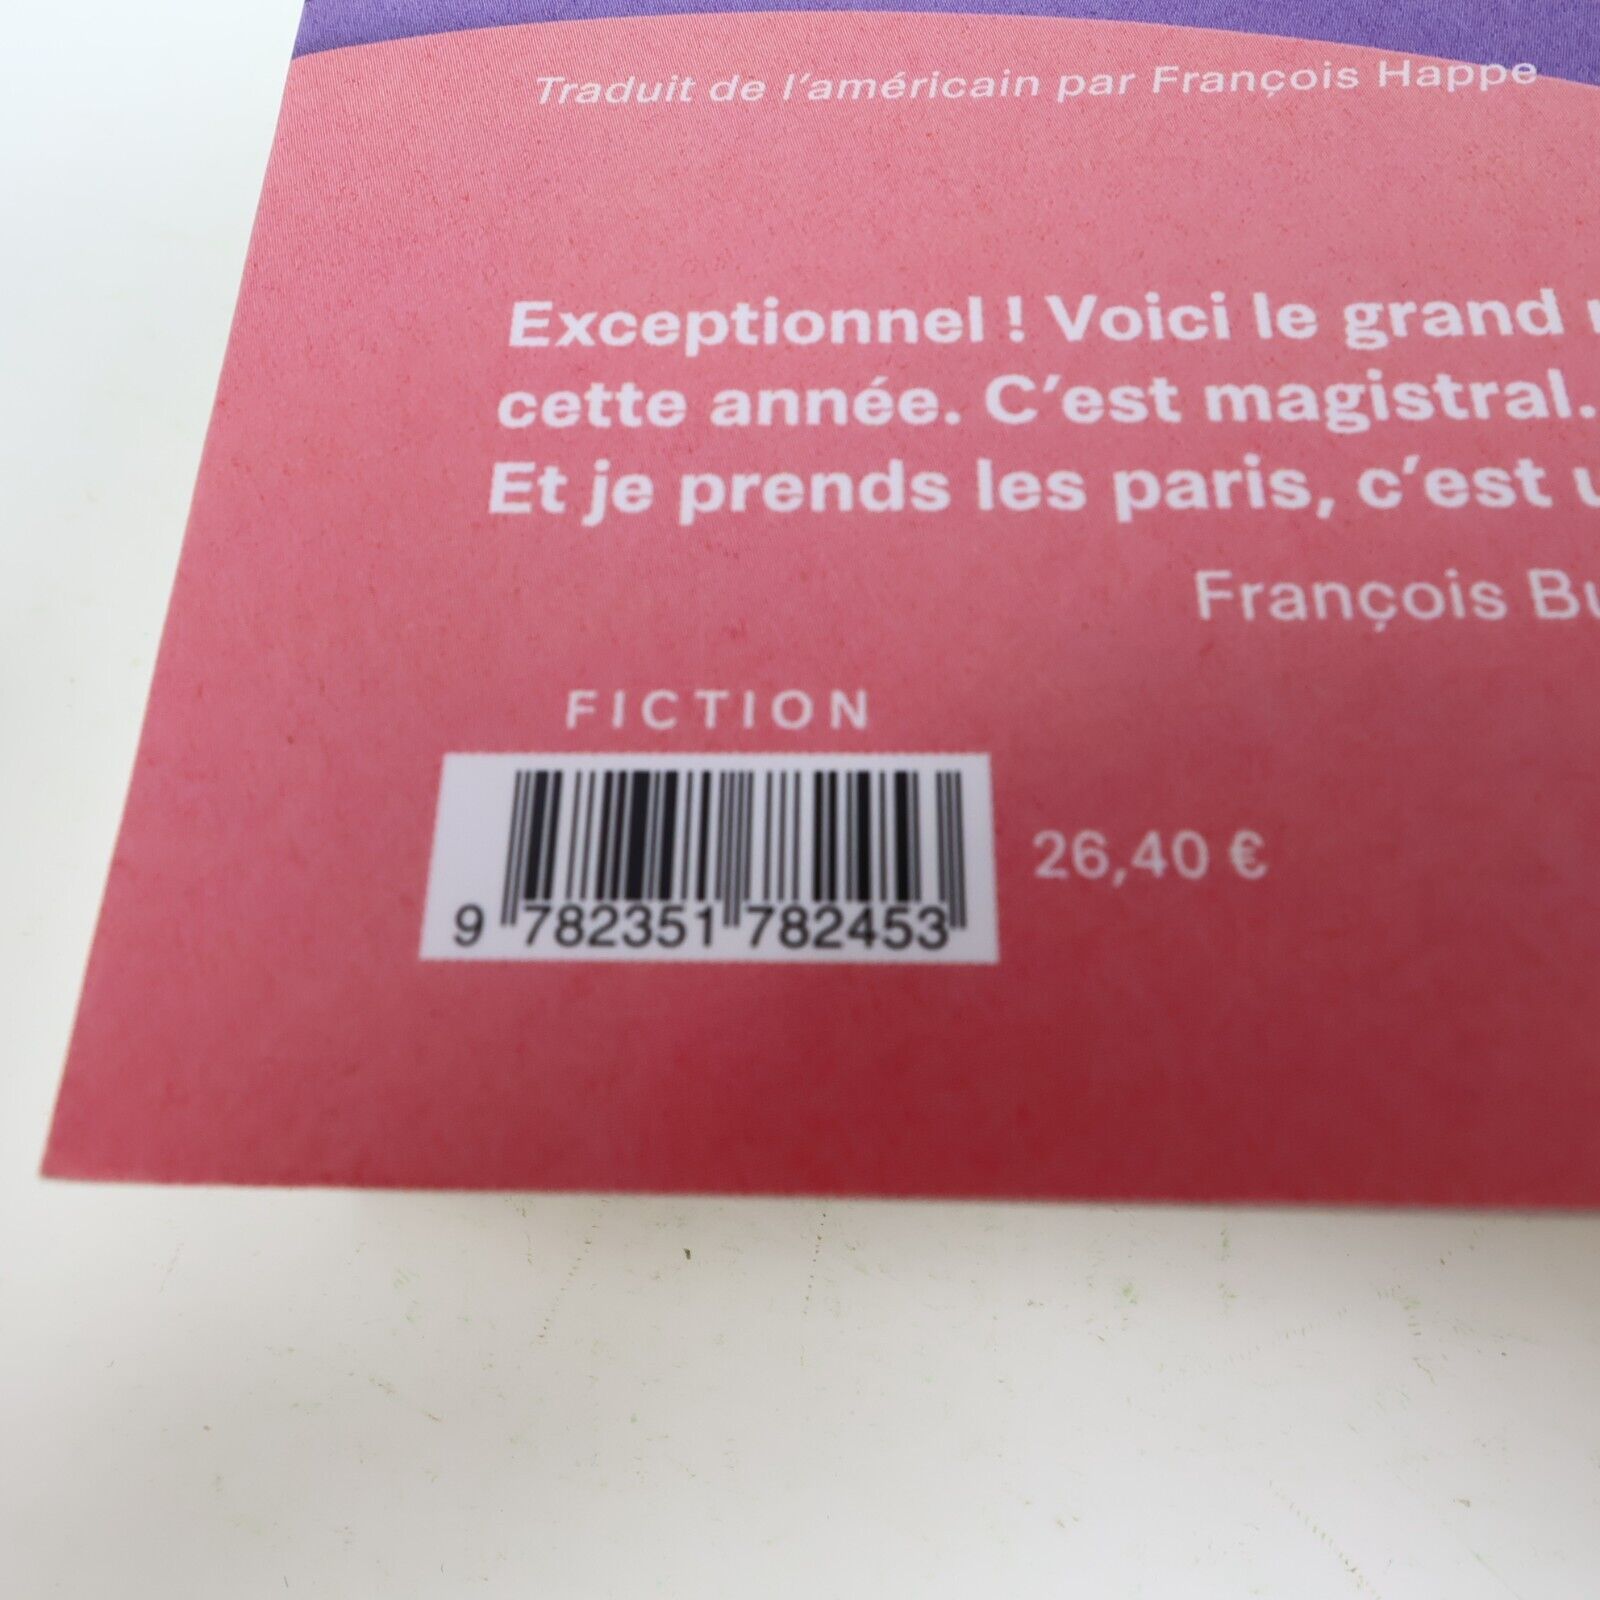 Traduit de l'américain par François Happe
Exceptionnel ! Voici le grand
cette année. C'est magistral.
Et je prends les paris, c'est
François
FICTION
26,40 €
9 782351 782453